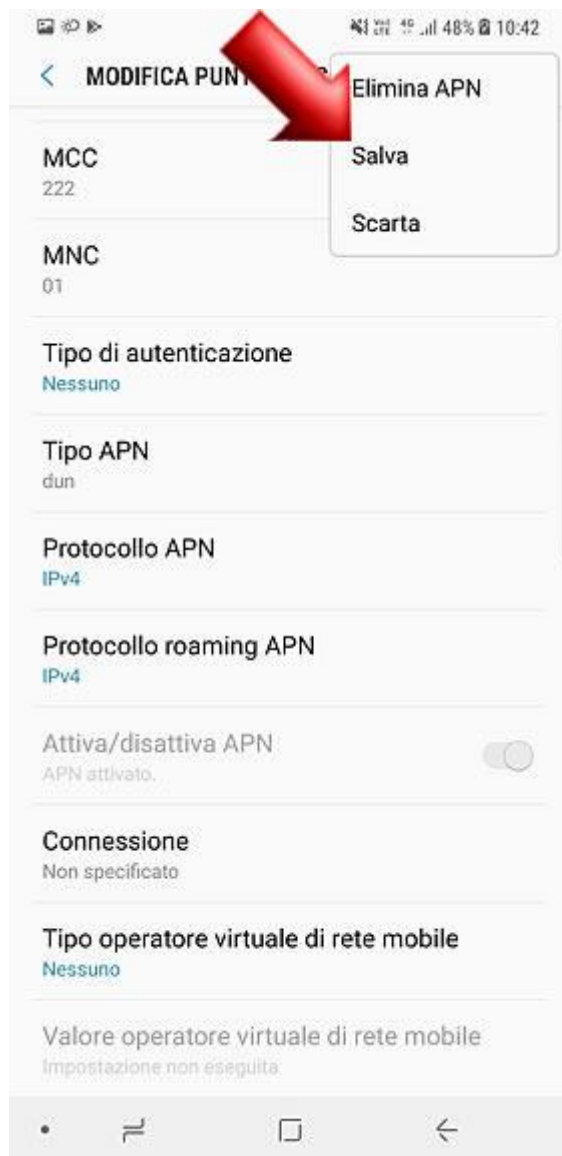 48% 10:42
MODIFICA PUN
Elimina APN
Salva
Scarta
MCC
222
MNC
01
Tipo di autenticazione
Nessuno
Tipo APN
dun
Protocollo APN
IPv4
Protocollo roaming APN
IPv4
Attiva/disattiva APN
APN attivato.
Connessione
Non specificato
Tipo operatore virtuale di rete mobile
Nessuno
Valore operatore virtuale di rete mobile
Impostazione non eseguita